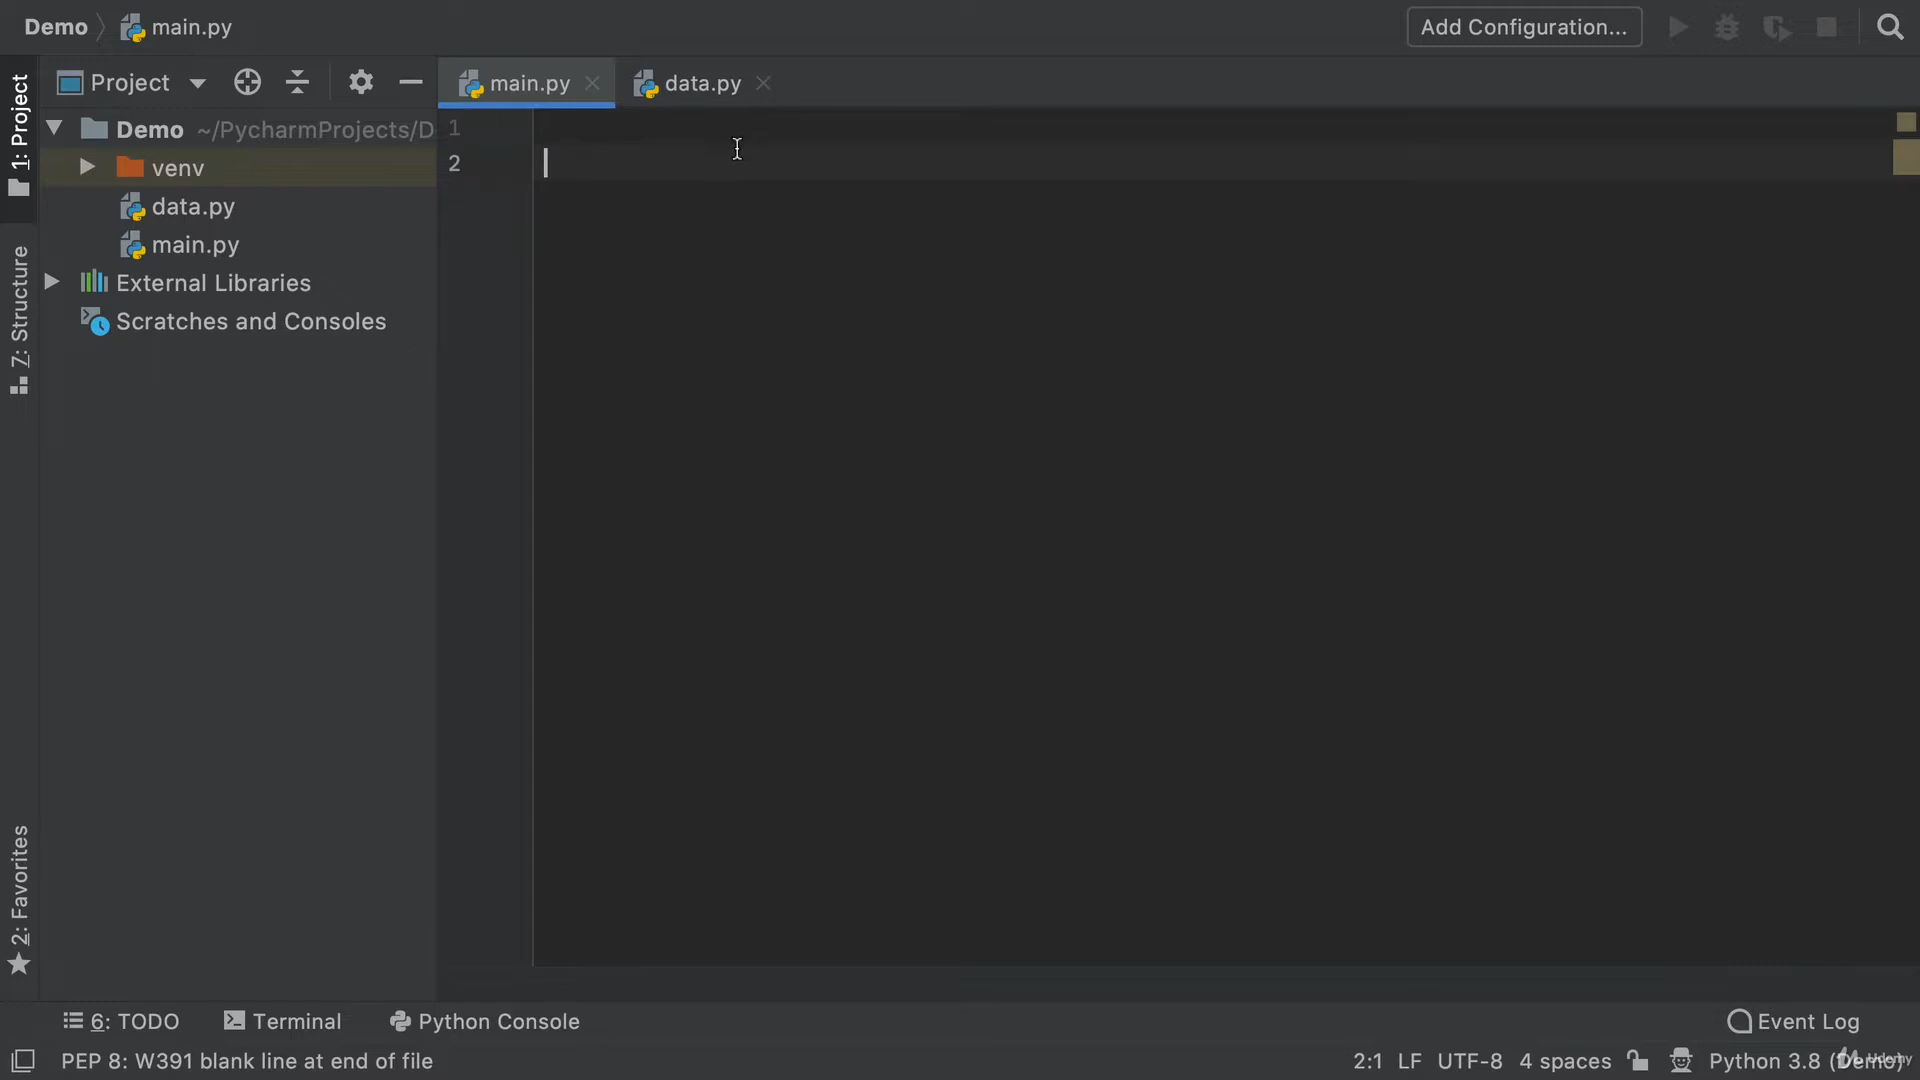 Demo main.py Add Configuration...
1: Project
Project
main.py data.py
Demo ~/PycharmProjects/D
venv
data.py
main.py
External Libraries
Scratches and Consoles
1
2
Z: Structure
2: Favorites
6: TODO Terminal Python Console Event Log
PEP 8: W391 blank line at end of file 2:1 LF UTF-8 4 spaces Python 3.8 (Demo)
Udemy